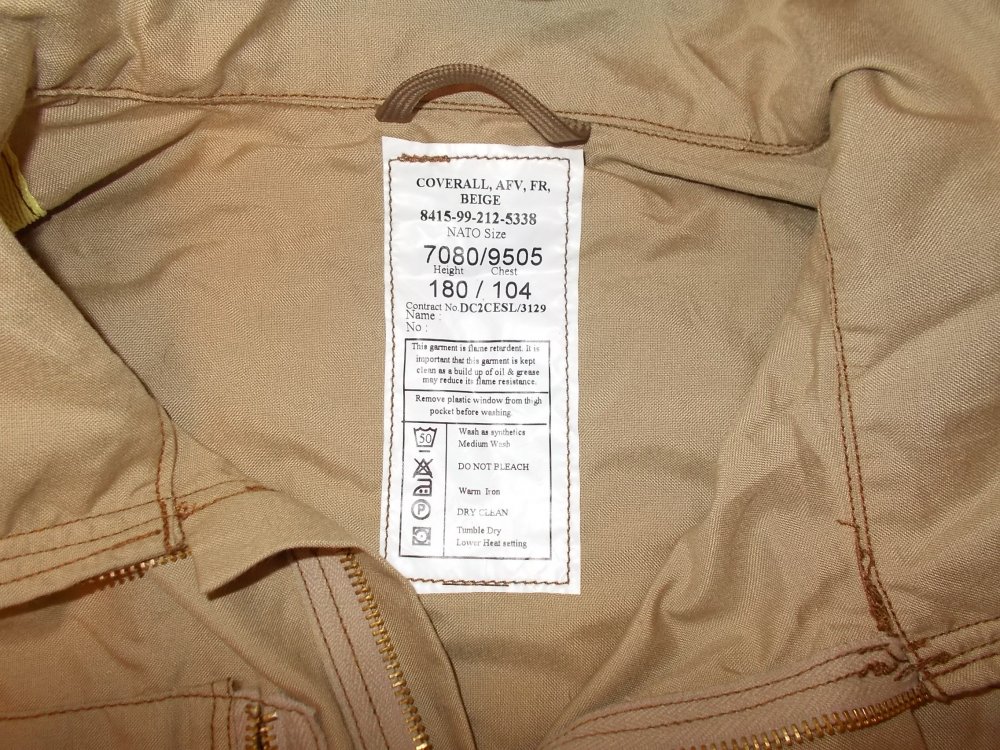 COVERALL, AFV, FR,
BEIGE
8415-99-212-5338
NATO Size
7080/9505
Height Chest
180 / 104
Contract No.DC2CESL/3129
Name :
No :
This garment is flame retardent. It is
important that this garment is kept
clean as a build up of oil & grease
may reduce its flame resistance.
Remove plastic window from thigh
pocket before washing.
50
Wash as synthetics
Medium Wash
DO NOT BLEACH
Warm Iron
P
DRY CLEAN
Tumble Dry
Lower Heat setting